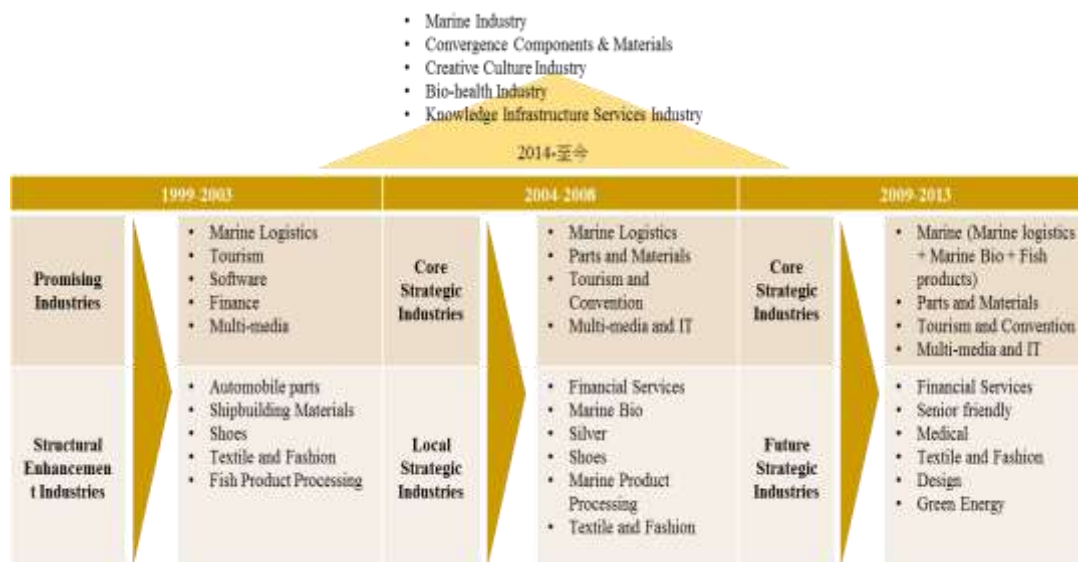 • Marine Industry
• Convergence Components & Materials
• Creative Culture Industry
• Bio-health Industry
• Knowledge Infrastructure Services Industry
2014-至今
1999-2003
2004-2008
2009-2013
Promising
Industries
• Marine Logistics
• Tourism
• Software
• Finance
• Multi-media
Core
Strategic
Industries
• Marine Logistics
• Parts and Materials
• Tourism and
Convention
• Multi-media and IT
Core
Strategic
Industries
• Marine (Marine logistics
+ Marine Bio + Fish
products)
• Parts and Materials
• Tourism and Convention
• Multi-media and IT
Structural
Enhancemen
t Industries
• Automobile parts
• Shipbuilding Materials
• Shoes
• Textile and Fashion
• Fish Product Processing
Local
Strategic
Industries
• Financial Services
• Marine Bio
• Silver
• Shoes
• Marine Product
Processing
• Textile and Fashion
Future
Strategic
Industries
• Financial Services
• Senior friendly
• Medical
• Textile and Fashion
• Design
• Green Energy